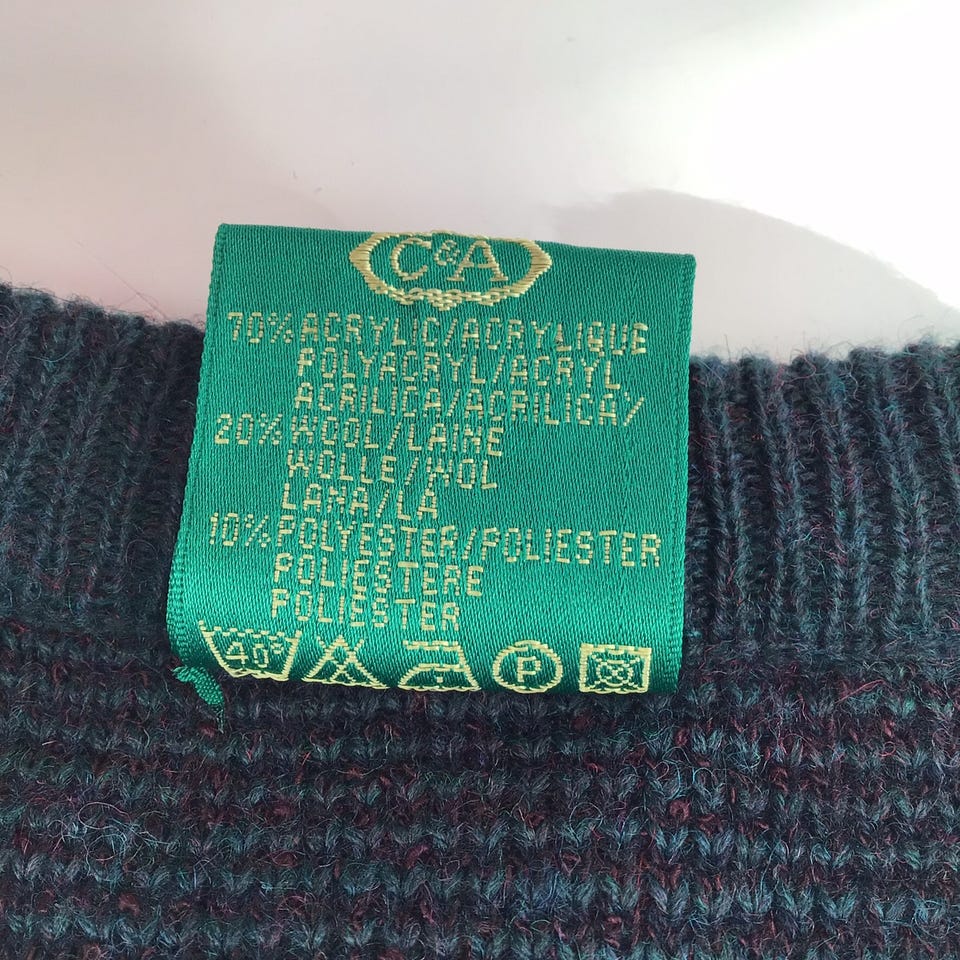 C&A
70% ACRYLIC/ACRYLIQUE
POLYACRYL/ACRYL
ACRILICA/ACRILICA/
20% WOOL/LAINE
WOLLE/WOL
LANA/LA
10% POLYESTER/POLIESTER
POLIESTERE
POLIESTER
40° P